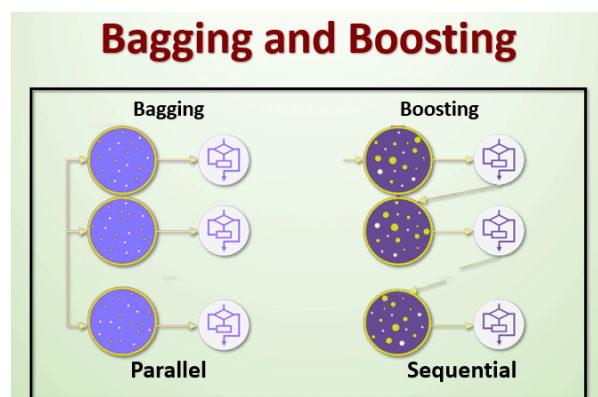 Bagging and Boosting
Bagging
Boosting
Parallel
Sequential